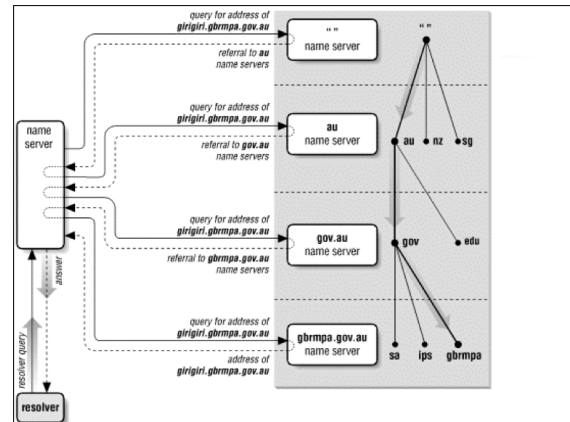 query for address of
girigiri.gbrmpa.gov.au
referral to au
name servers
“ ”
name server
“ ”
query for address of
girigiri.gbrmpa.gov.au
referral to gov.au
name servers
au
name server
au
nz
sg
name
server
query for address of
girigiri.gbrmpa.gov.au
referral to gbrmpa.gov.au
name servers
gov.au
name server
gov
edu
query for address of
girigiri.gbrmpa.gov.au
address of
girigiri.gbrmpa.gov.au
gbrmpa.gov.au
name server
sa
ips
gbrmpa
answer
resolver query
resolver